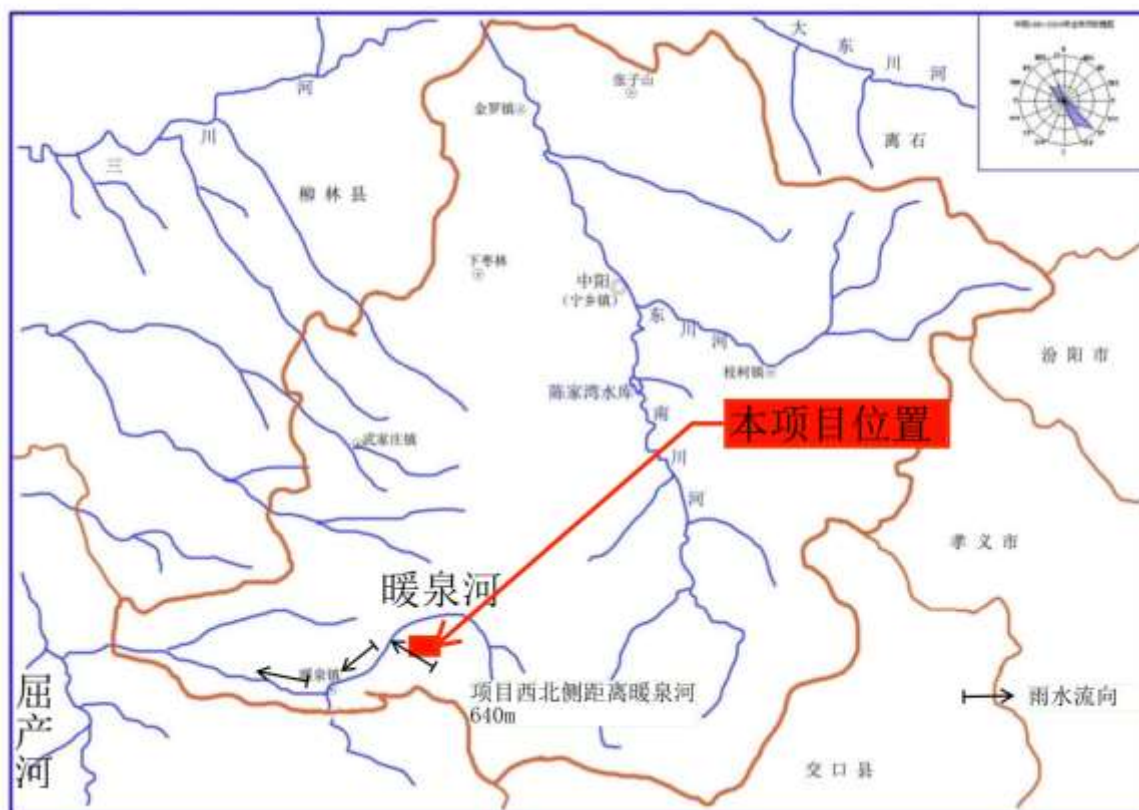 大东川河
河
川
三
张子山
金罗镇
离石
柳林县
下枣林
中阳
（宁乡镇）
东川河
汾阳市
桂柯镇
陈家湾水库
南川河
本项目位置
武家庄镇
孝义市
暖泉河
暖泉镇
项目西北侧距离暖泉河
640m
屈产河
雨水流向
交口县